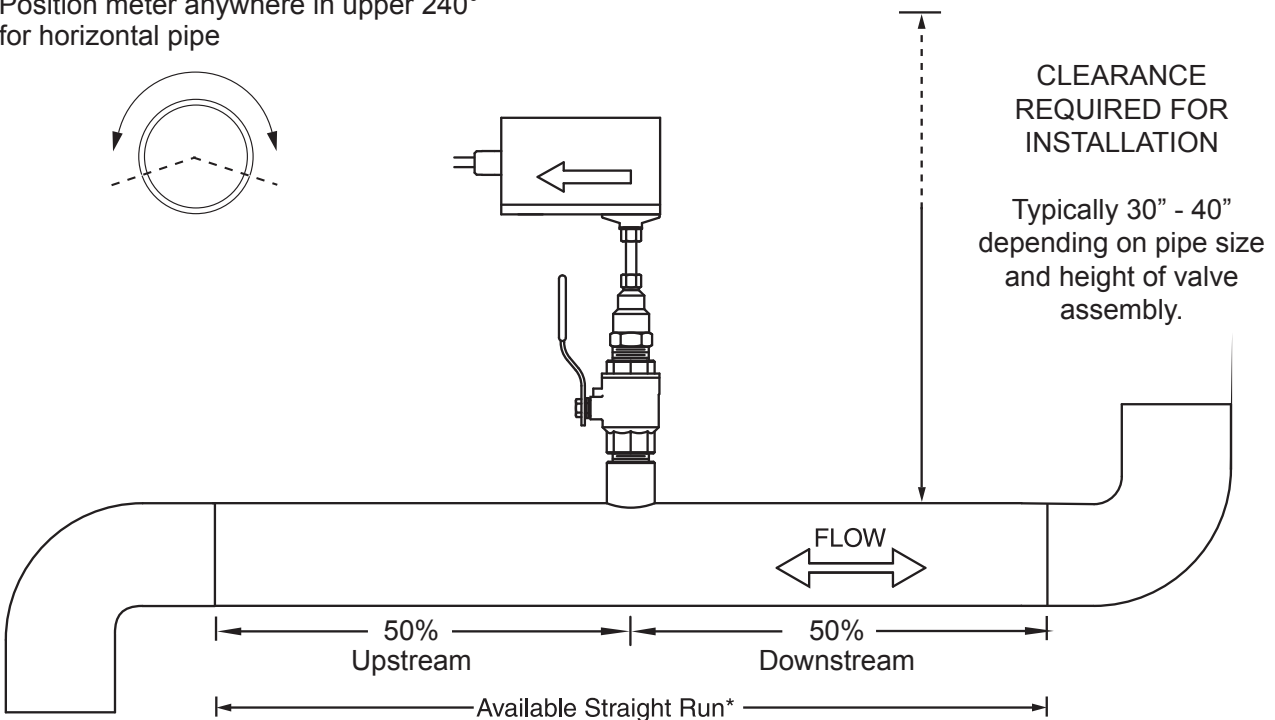 Position meter anywhere in upper 240°
for horizontal pipe
CLEARANCE
REQUIRED FOR
INSTALLATION
Typically 30” - 40”
depending on pipe size
and height of valve
assembly.
FLOW
50%
Upstream
50%
Downstream
Available Straight Run*